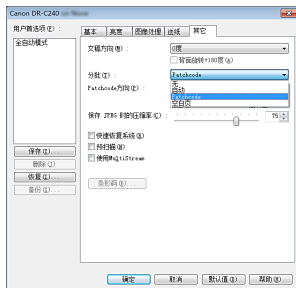 Canon DR-C240
用户首选项(F):
全自动模式
保存(E)...
删除(J)
恢复(I)...
备份(I)...
基本
亮度
图像处理
送纸
其它
文稿方向(N):
0度
背面旋转+180度(A)
分批(T):
Patchcode
无
自动
Patchcode
空白页
Patchcode方向(P):
保存 JPEG 时的压缩率(C):
75
快速恢复系统(R)
预扫描(W)
使用MultiStream
条形码(B)...
确定
取消
默认值(D)
帮助(H)